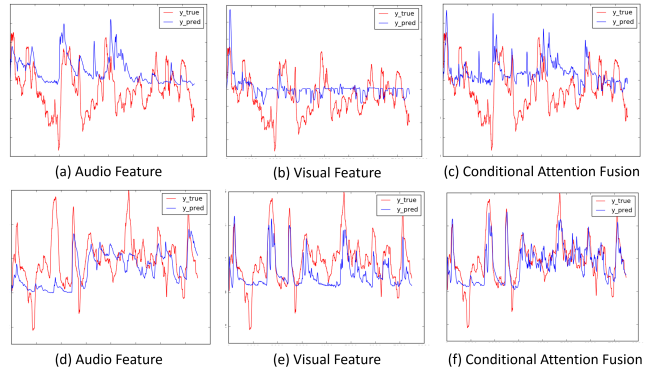 y_true
y_pred
y_true
y_pred
y_true
y_pred
(a) Audio Feature
(b) Visual Feature
(c) Conditional Attention Fusion
y_true
y_pred
y_true
y_pred
y_true
y_pred
(d) Audio Feature
(e) Visual Feature
(f) Conditional Attention Fusion